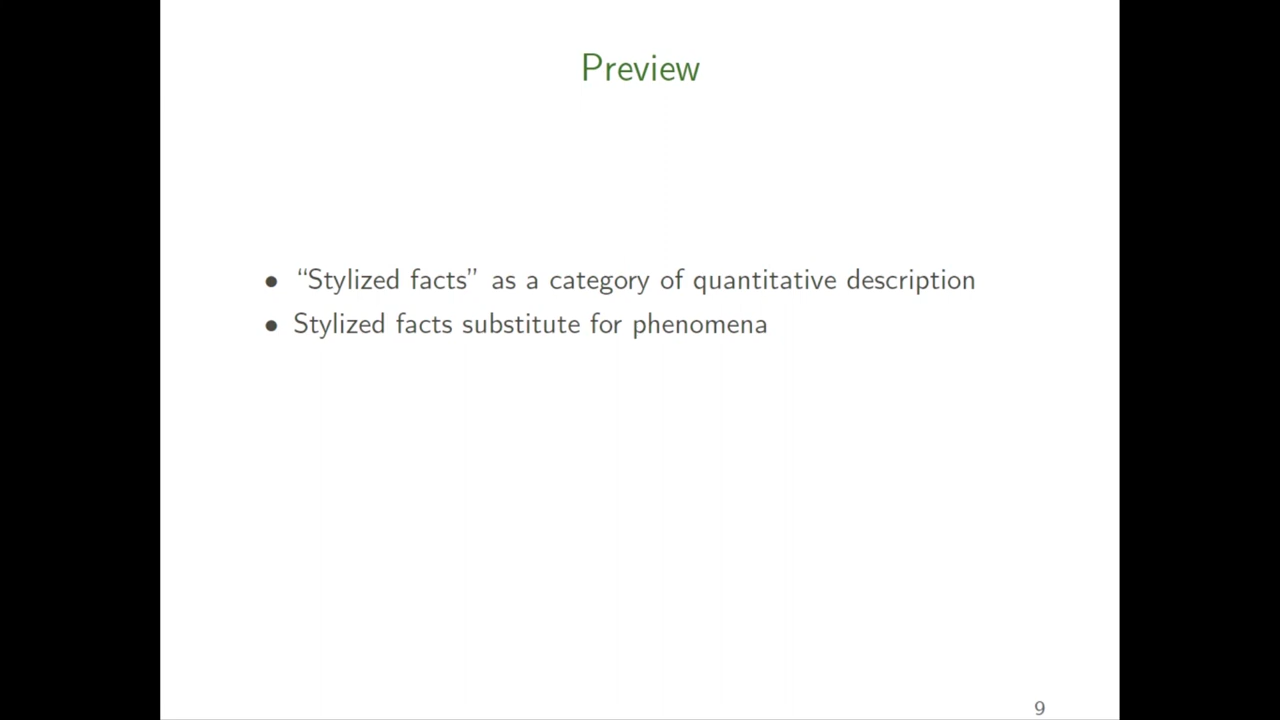 Preview
• “Stylized facts” as a category of quantitative description
• Stylized facts substitute for phenomena
9